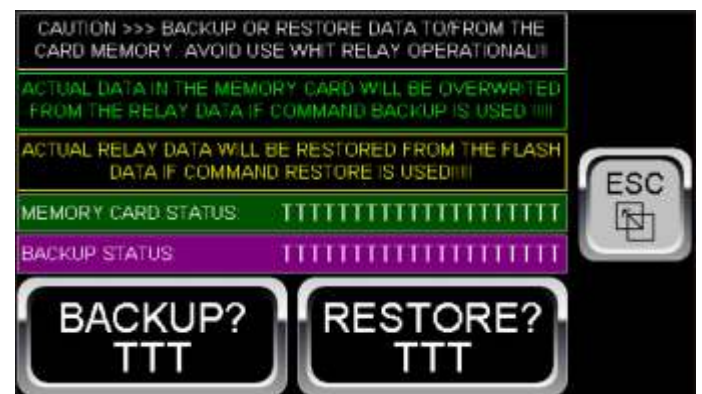 CAUTION >>> BACKUP OR RESTORE DATA TO/FROM THE
CARD MEMORY. AVOID USE WHIT RELAY OPERATIONAL!!!
ACTUAL DATA IN THE MEMORY CARD WILL BE OVERWRITED
FROM THE RELAY DATA IF COMMAND BACKUP IS USED !!!!!
ACTUAL RELAY DATA WILL BE RESTORED FROM THE FLASH
DATA IF COMMAND RESTORE IS USED!!!!!
ESC
MEMORY CARD STATUS: TTTTTTTTTTTTTTTTTTTT
BACKUP STATUS TTTTTTTTTTTTTTTTTTTT
BACKUP? RESTORE?
TTT TTT